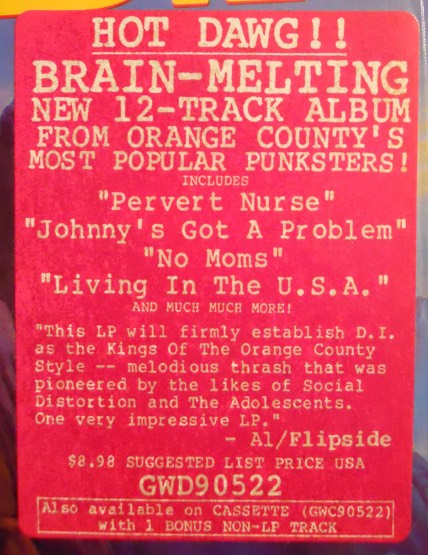 HOT DAWG!!
BRAIN-MELTING
NEW 12-TRACK ALBUM
FROM ORANGE COUNTY'S
MOST POPULAR PUNKSTERS!
INCLUDES
"Pervert Nurse"
"Johnny's Got A Problem"
"No Moms"
"Living In The U.S.A."
AND MUCH MUCH MORE!
"This LP will firmly establish D.I.
as the Kings Of The Orange County
Style -- melodious thrash that was
pioneered by the likes of Social
Distortion and The Adolescents.
One very impressive LP."
- Al/Flipside
$8.98 SUGGESTED LIST PRICE USA
GWD90522
Also available on CASSETTE (GWC90522)
with 1 BONUS NON-LP TRACK